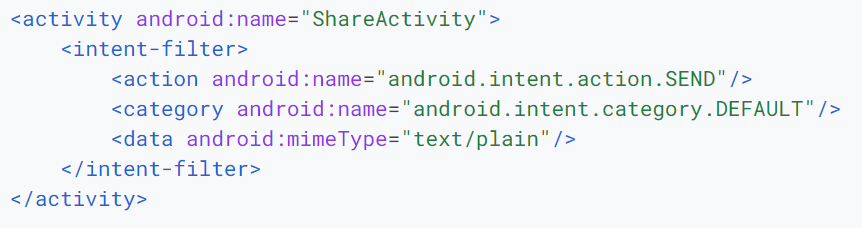 <activity android:name="ShareActivity">
    <intent-filter>
        <action android:name="android.intent.action.SEND"/>
        <category android:name="android.intent.category.DEFAULT"/>
        <data android:mimeType="text/plain"/>
    </intent-filter>
</activity>